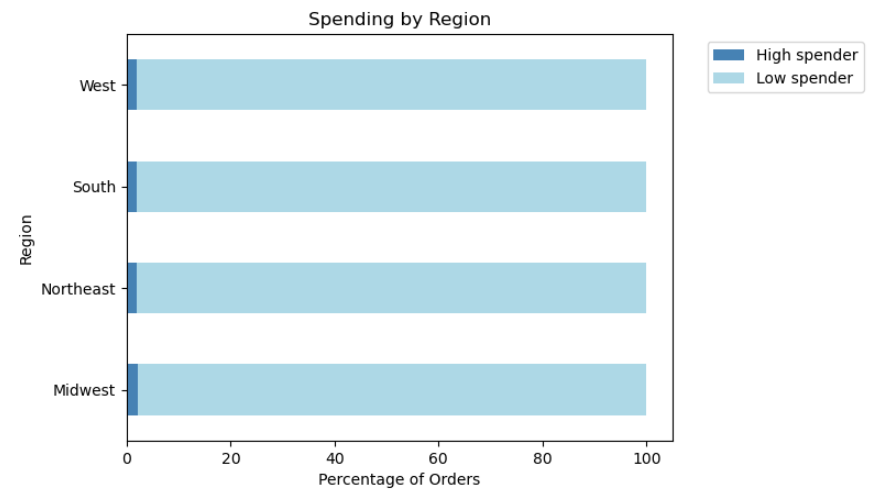 Spending by Region
High spender
Low spender
West
South
Northeast
Midwest
Region
0 20 40 60 80 100
Percentage of Orders